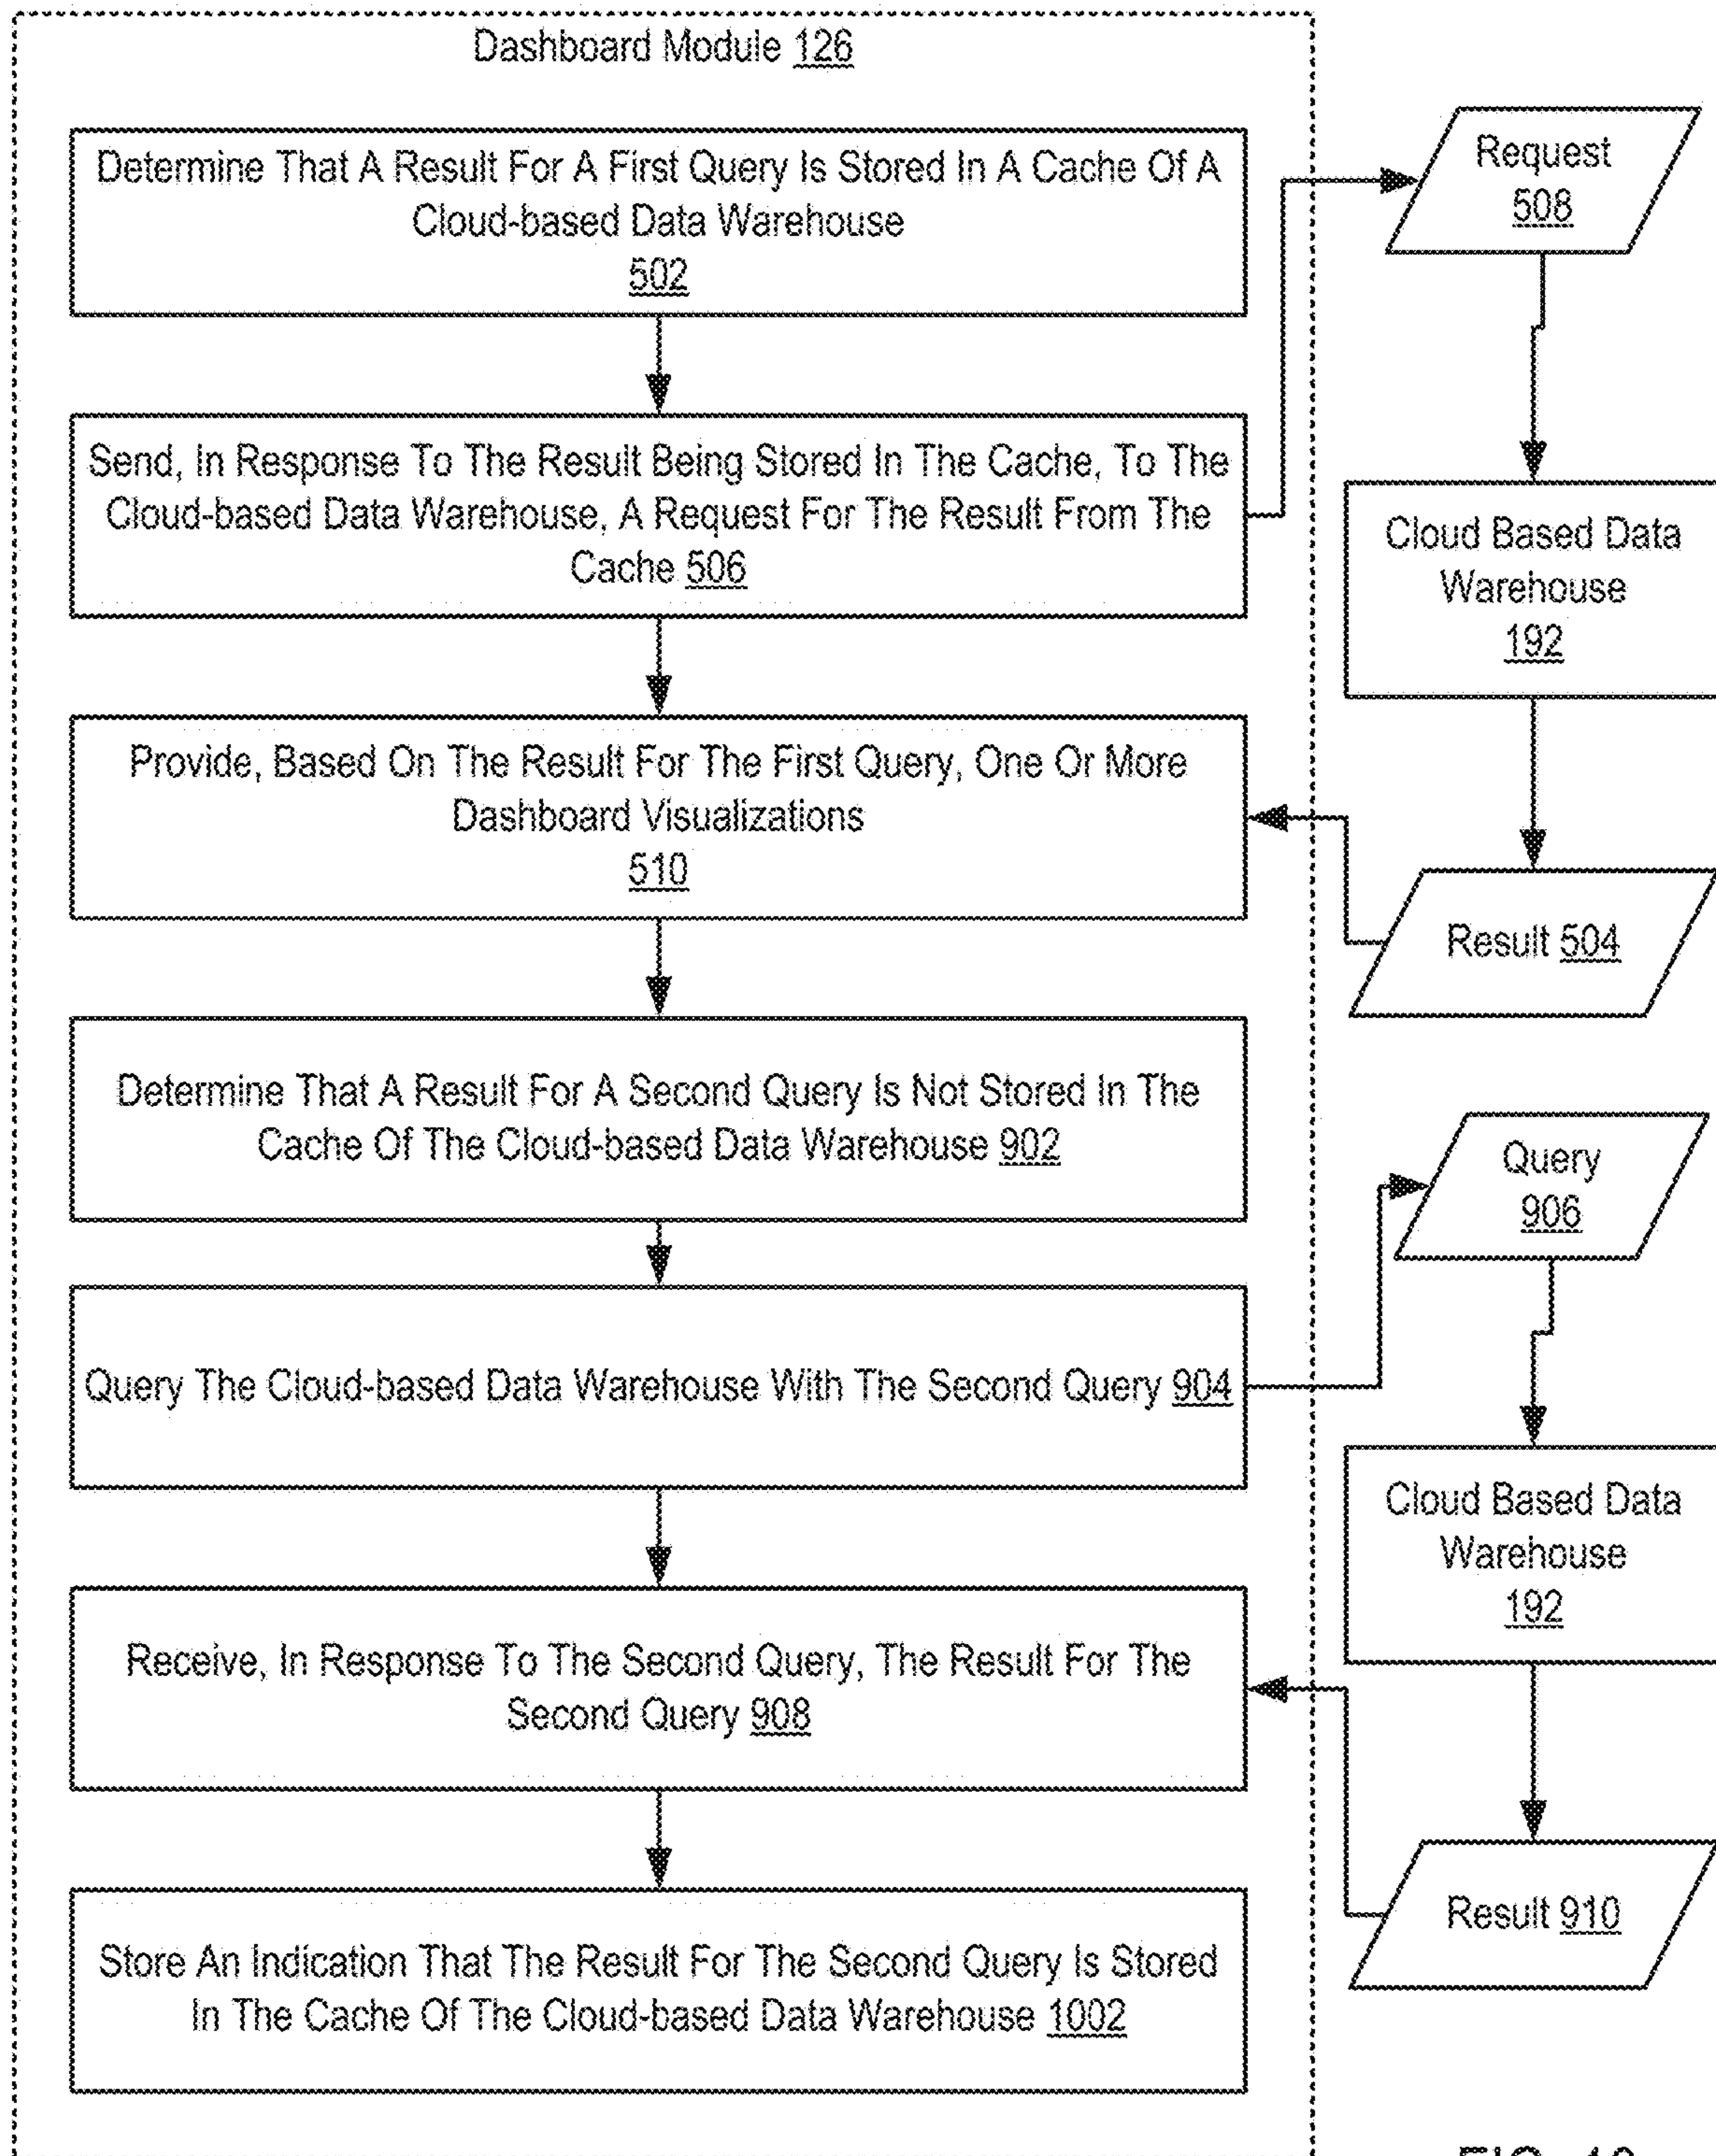 Dashboard Module 126
Determine That A Result For A First Query Is Stored In A Cache Of A
Cloud-based Data Warehouse
502
Request
508
Send, In Response To The Result Being Stored In The Cache, To The
Cloud-based Data Warehouse, A Request For The Result From The
Cache 506
Cloud Based Data
Warehouse
192
Provide, Based On The Result For The First Query, One Or More
Dashboard Visualizations
510
Result 504
Determine That A Result For A Second Query Is Not Stored In The
Cache Of The Cloud-based Data Warehouse 902
Query
906
Query The Cloud-based Data Warehouse With The Second Query 904
Cloud Based Data
Warehouse
192
Receive, In Response To The Second Query, The Result For The
Second Query 908
Result 910
Store An Indication That The Result For The Second Query Is Stored
In The Cache Of The Cloud-based Data Warehouse 1002